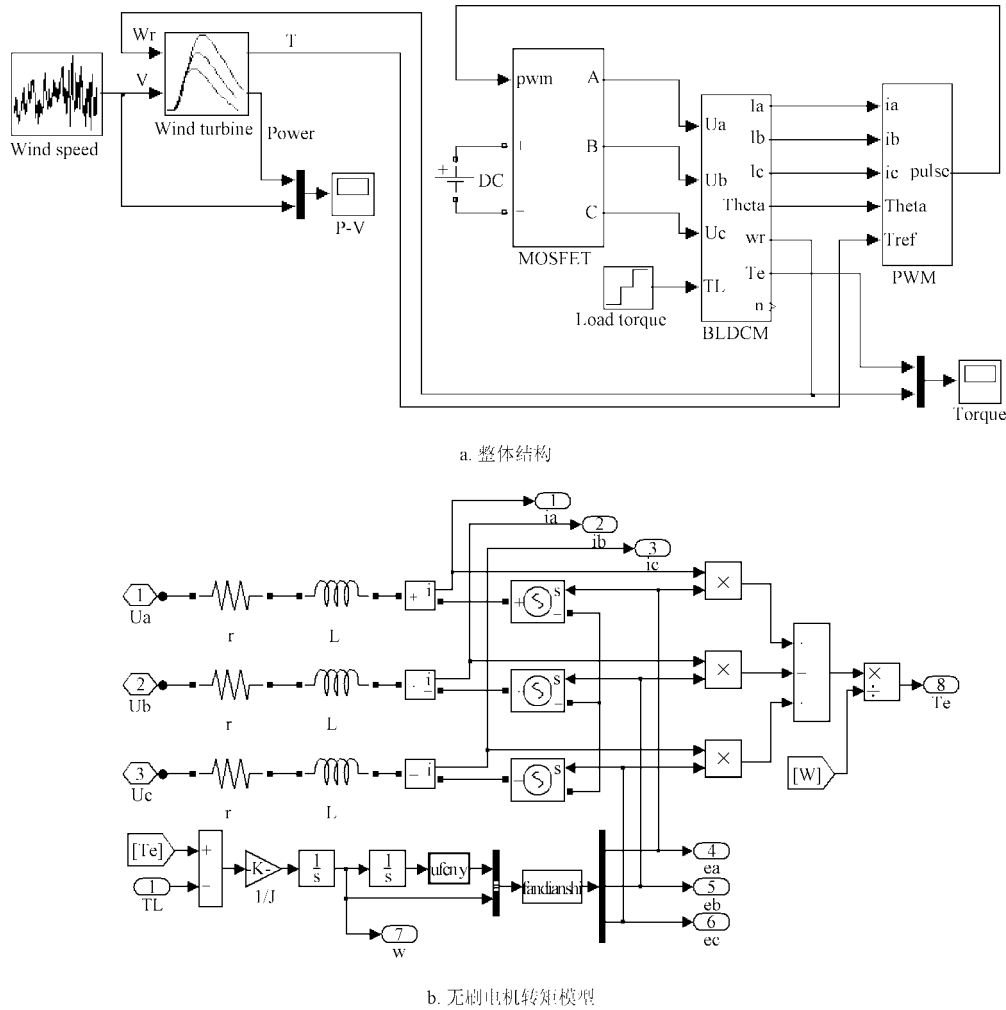 Wr
T
V
Wind speed
Wind turbine
Power
P-V
pwm
A
B
C
+
DC
MOSFET
Load torque
Ua
Ub
Uc
TL
Ia
Ib
Ic
Theta
wr
Te
n
BLDCM
ia
ib
ic
pulse
Theta
Tref
PWM
Torque
a. 整体结构
1
ia
2
ib
3
ic
1
Ua
r
L
+ i
+ s
−
×
2
Ub
r
L
i
−
s
−
×
3
Uc
r
L
− i
− s
×
−
×
÷
8
Te
[W]
[Te]
1
TL
+
−
-K-
1/J
1/s
1/s
fandianshi
7
w
4
ea
5
eb
6
ec
b. 无刷电机转矩模型